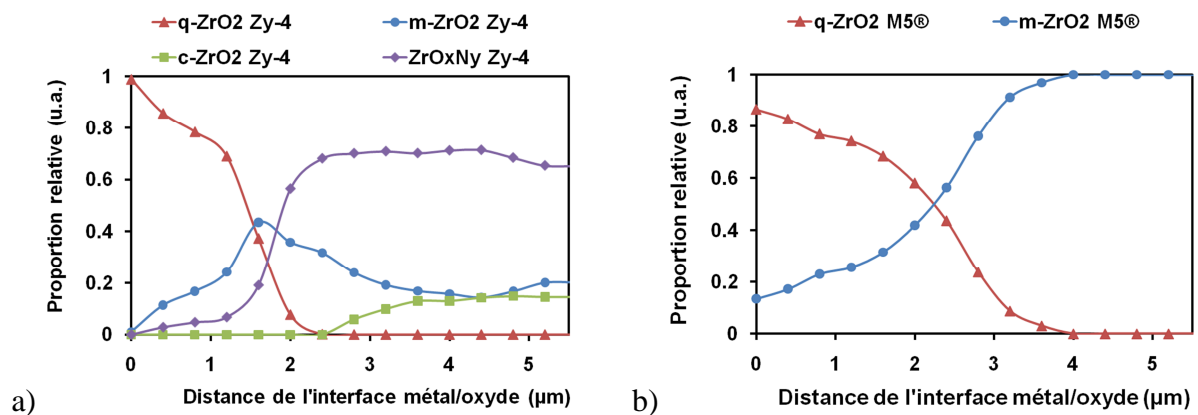 q-ZrO2 Zy-4 m-ZrO2 Zy-4
c-ZrO2 Zy-4 ZrOxNy Zy-4
Proportion relative (u.a.)
1
0.8
0.6
0.4
0.2
0
0 1 2 3 4 5
Distance de l'interface métal/oxyde (µm)
a)
q-ZrO2 M5® m-ZrO2 M5®
Proportion relative (u.a.)
1
0.8
0.6
0.4
0.2
0
0 1 2 3 4 5
Distance de l'interface métal/oxyde (µm)
b)